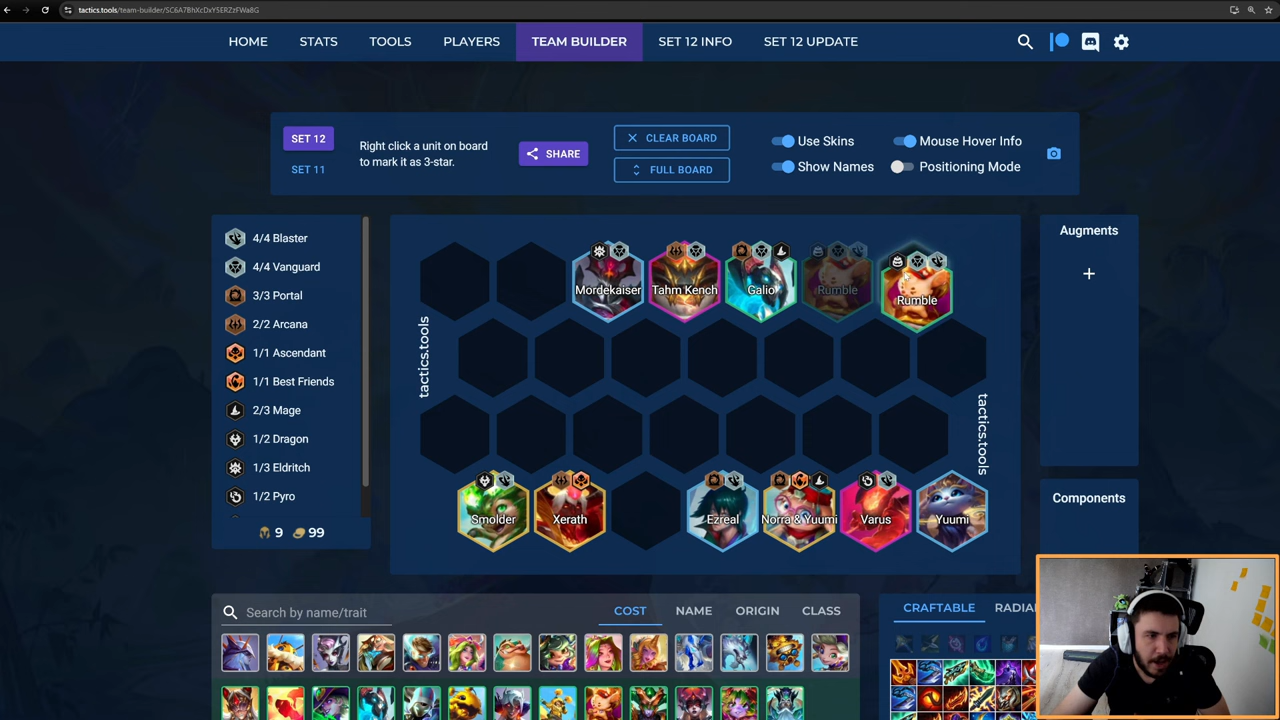 tactics.tools/team-builder/SC6A7BhXcDxY5ERZzFWa8G
HOME STATS TOOLS PLAYERS TEAM BUILDER SET 12 INFO SET 12 UPDATE
SET 12
SET 11
Right click a unit on board
to mark it as 3-star.
SHARE
CLEAR BOARD
FULL BOARD
Use Skins
Mouse Hover Info
Show Names
Positioning Mode
4/4 Blaster
4/4 Vanguard
3/3 Portal
2/2 Arcana
1/1 Ascendant
1/1 Best Friends
2/3 Mage
1/2 Dragon
1/3 Eldritch
1/2 Pyro
9 99
tactics.tools
Mordekaiser
Tahm Kench
Galio
Rumble
Rumble
tactics.tools
Smolder
Xerath
Ezreal
Norra & Yuumi
Varus
Yuumi
Augments
+
Components
Search by name/trait
COST NAME ORIGIN CLASS
CRAFTABLE